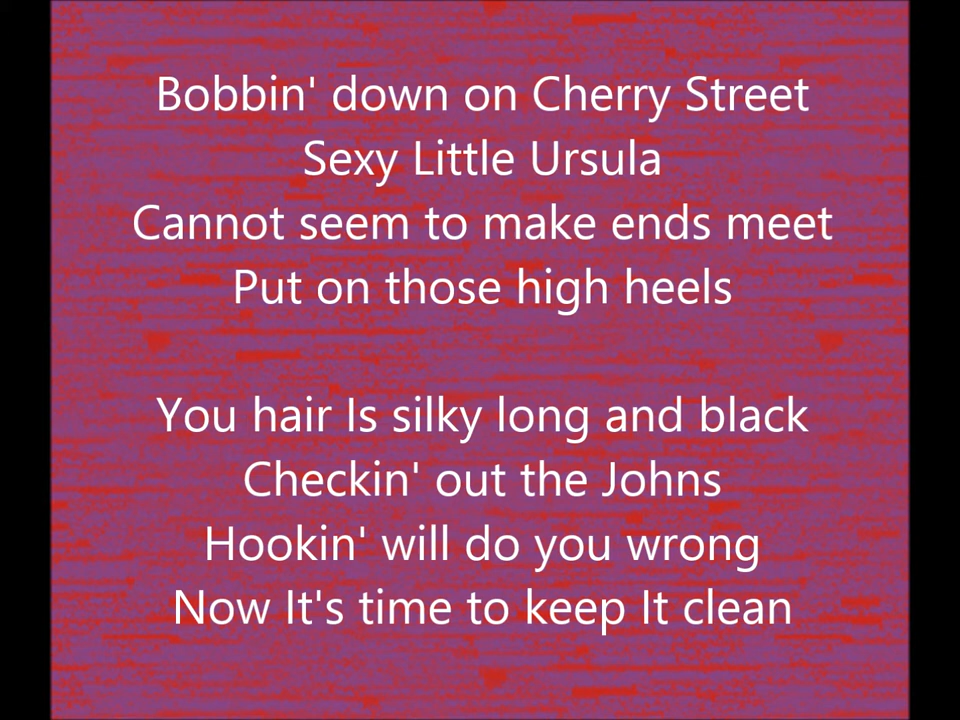 Bobbin' down on Cherry Street
Sexy Little Ursula
Cannot seem to make ends meet
Put on those high heels
You hair Is silky long and black
Checkin' out the Johns
Hookin' will do you wrong
Now It's time to keep It clean